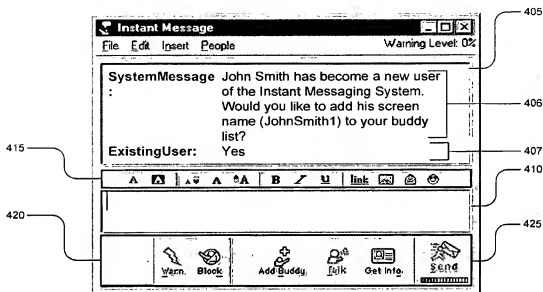 405
Instant Message
File Edit Insert People Warning Level: 0%
SystemMessage John Smith has become a new user
: of the Instant Messaging System.
Would you like to add his screen
name (JohnSmith1) to your buddy
list?
406
ExistingUser: Yes
407
415
A A A A A B I U link
410
420
425
Warn Block Add Buddy Talk Get Info Send